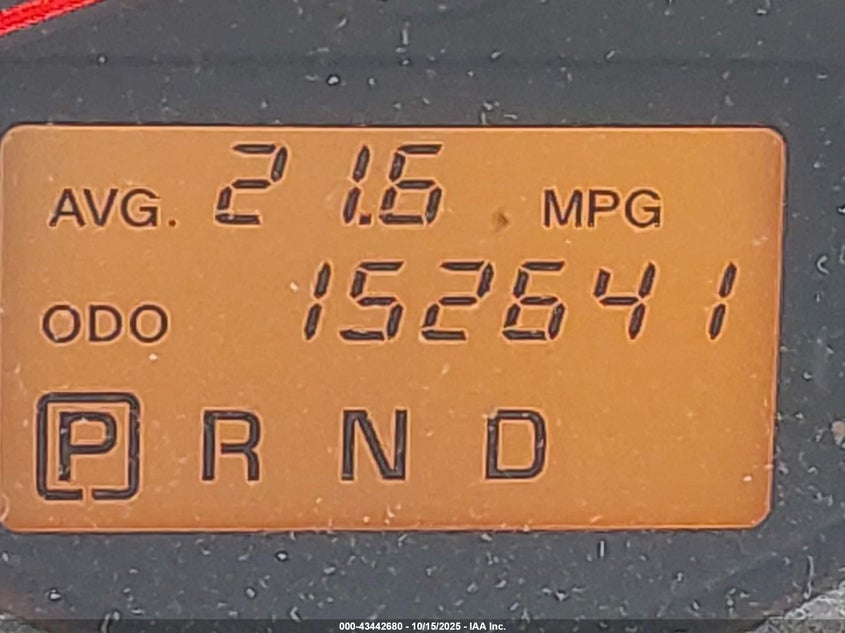 AVG. 21.6 MPG
ODO 152641
P R N D
000-43442680 - 10/15/2025 - IAA Inc.